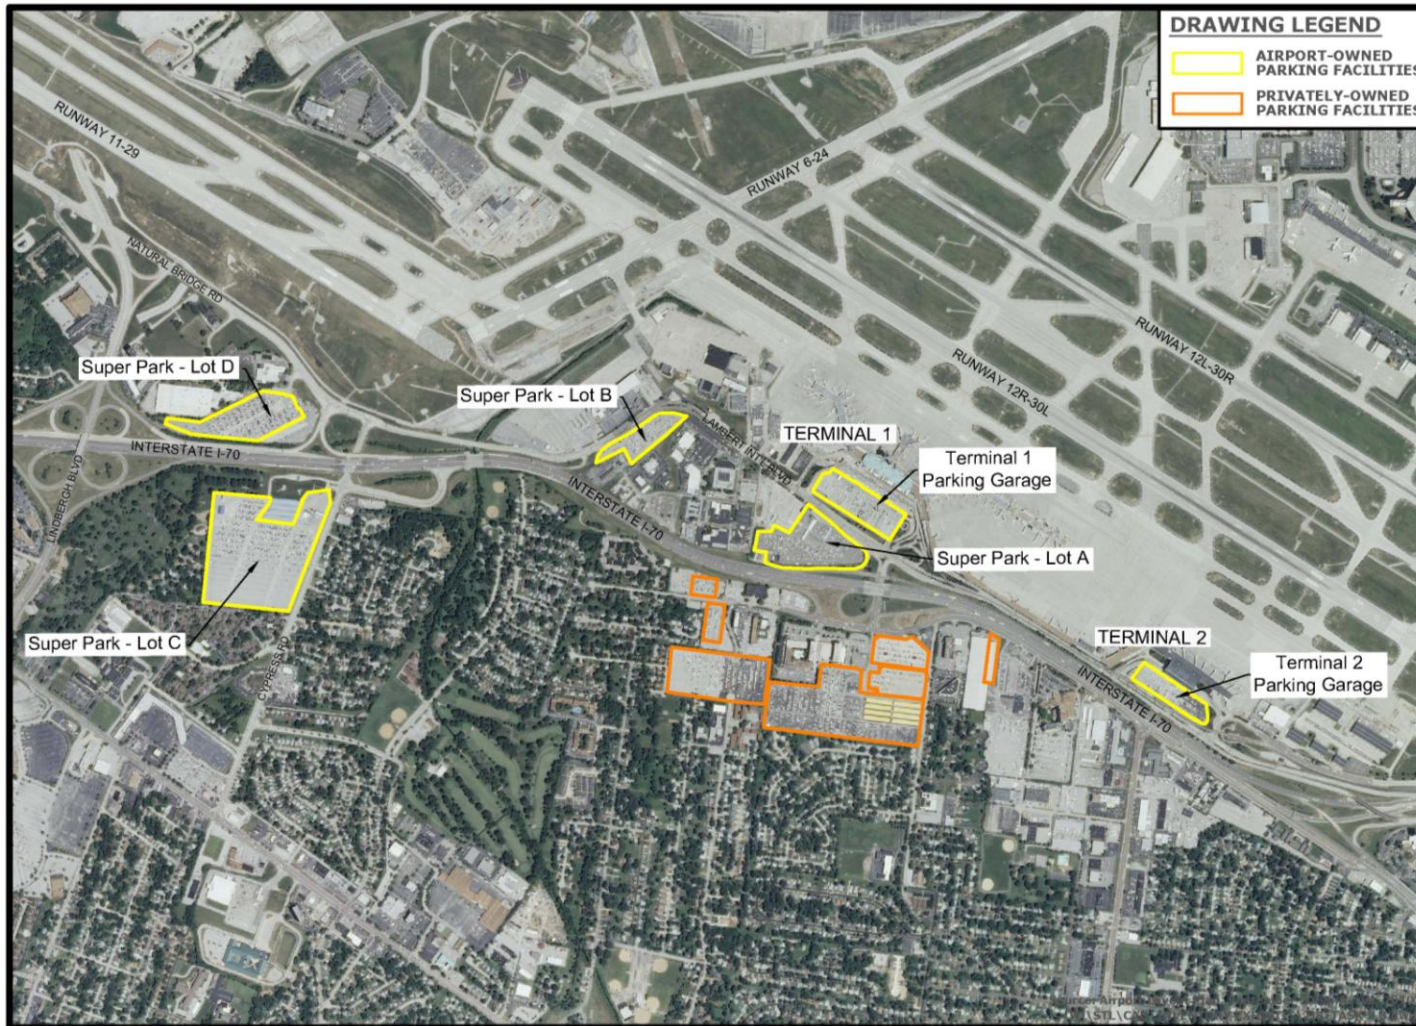 DRAWING LEGEND
AIRPORT-OWNED
PARKING FACILITIES
PRIVATELY-OWNED
PARKING FACILITIES
RUNWAY 11-29
RUNWAY 6-24
NATURAL BRIDGE RD
RUNWAY 12L-30R
RUNWAY 12R-30L
Super Park - Lot D
Super Park - Lot B
LAMBERT INTL BLVD
TERMINAL 1
INTERSTATE I-70
Terminal 1
Parking Garage
LINDBERGH BLVD
INTERSTATE I-70
Super Park - Lot A
Super Park - Lot C
CYPRESS RD
TERMINAL 2
Terminal 2
Parking Garage
INTERSTATE I-70